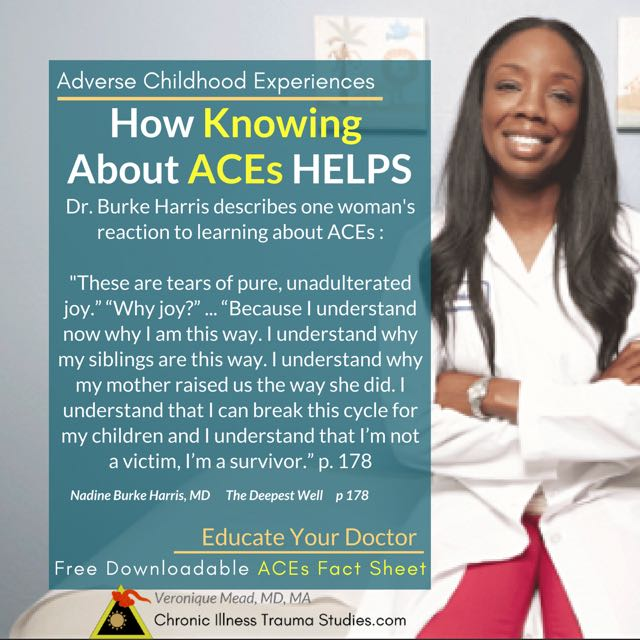 Adverse Childhood Experiences
How Knowing
About ACEs HELPS
Dr. Burke Harris describes one woman's
reaction to learning about ACEs :
"These are tears of pure, unadulterated
joy.” “Why joy?” ... “Because I understand
now why I am this way. I understand why
my siblings are this way. I understand why
my mother raised us the way she did. I
understand that I can break this cycle for
my children and I understand that I’m not
a victim, I’m a survivor.” p. 178
Nadine Burke Harris, MD The Deepest Well p 178
Educate Your Doctor
Free Downloadable ACEs Fact Sheet
Veronique Mead, MD, MA
Chronic Illness Trauma Studies.com